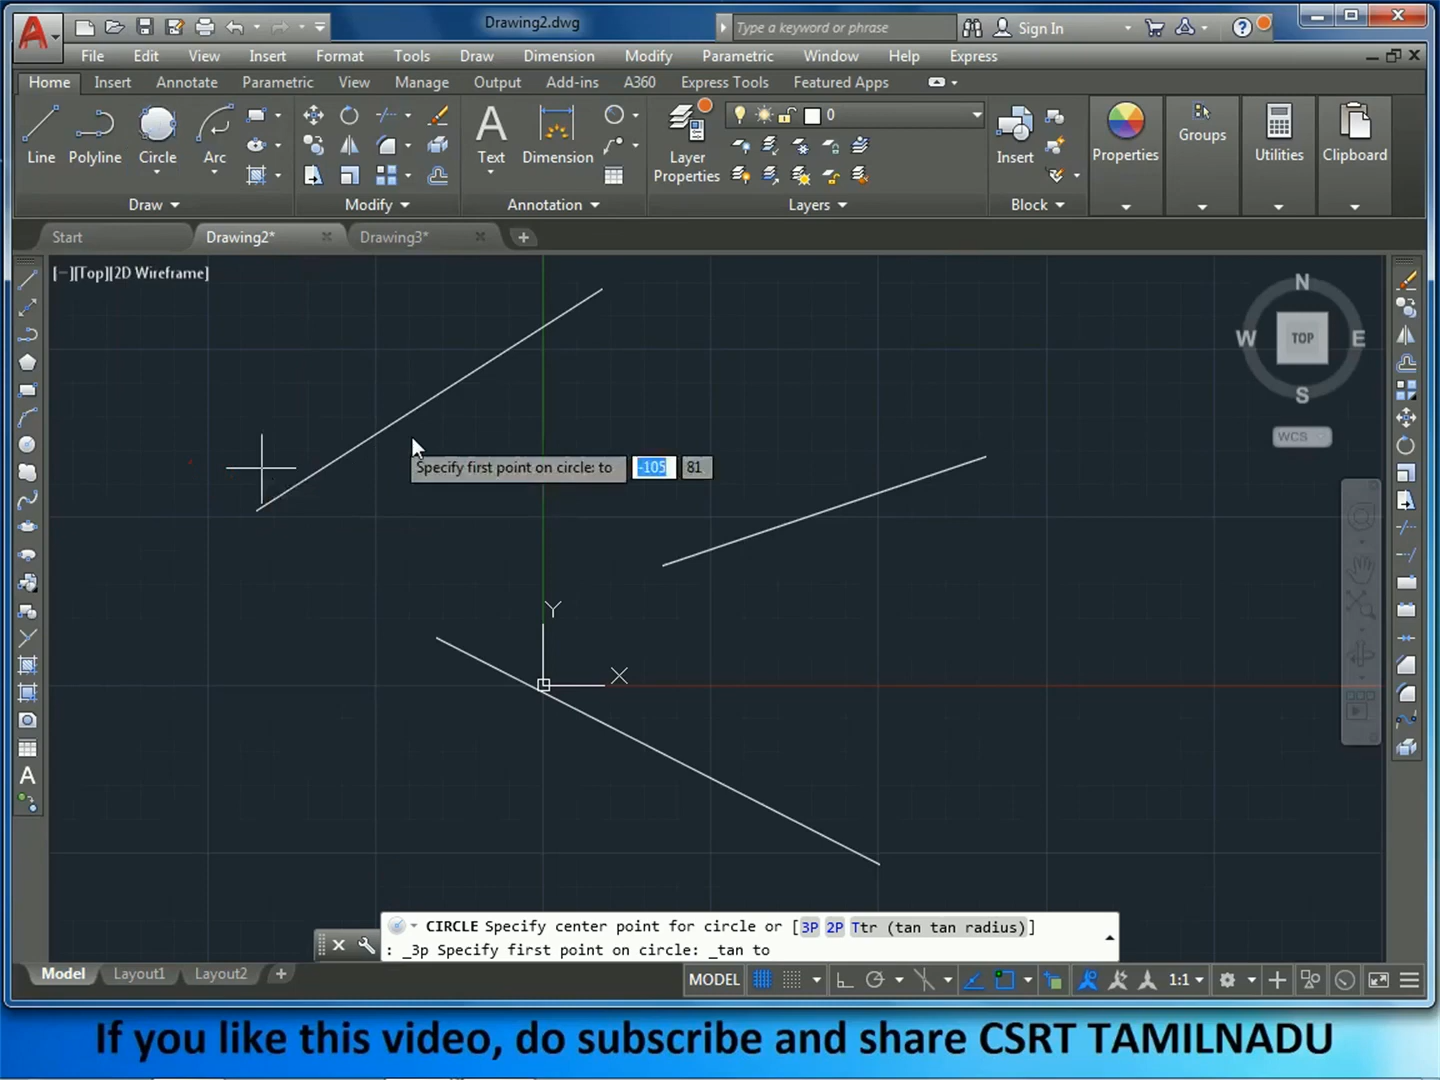 Drawing2.dwg
Type a keyword or phrase
Sign In
File Edit View Insert Format Tools Draw Dimension Modify Parametric Window Help Express
Home Insert Annotate Parametric View Manage Output Add-ins A360 Express Tools Featured Apps
0
Line Polyline Circle Arc Text Dimension Layer Properties Insert Properties Groups Utilities Clipboard
Draw Modify Annotation Layers Block
Start Drawing2* Drawing3*
[−][Top][2D Wireframe]
N
W TOP E
S
WCS
Specify first point on circle: to -105 81
Y
X
CIRCLE Specify center point for circle or [3P 2P Ttr (tan tan radius)]
: _3p Specify first point on circle: _tan to
Model Layout1 Layout2
MODEL 1:1
If you like this video, do subscribe and share CSRT TAMILNADU